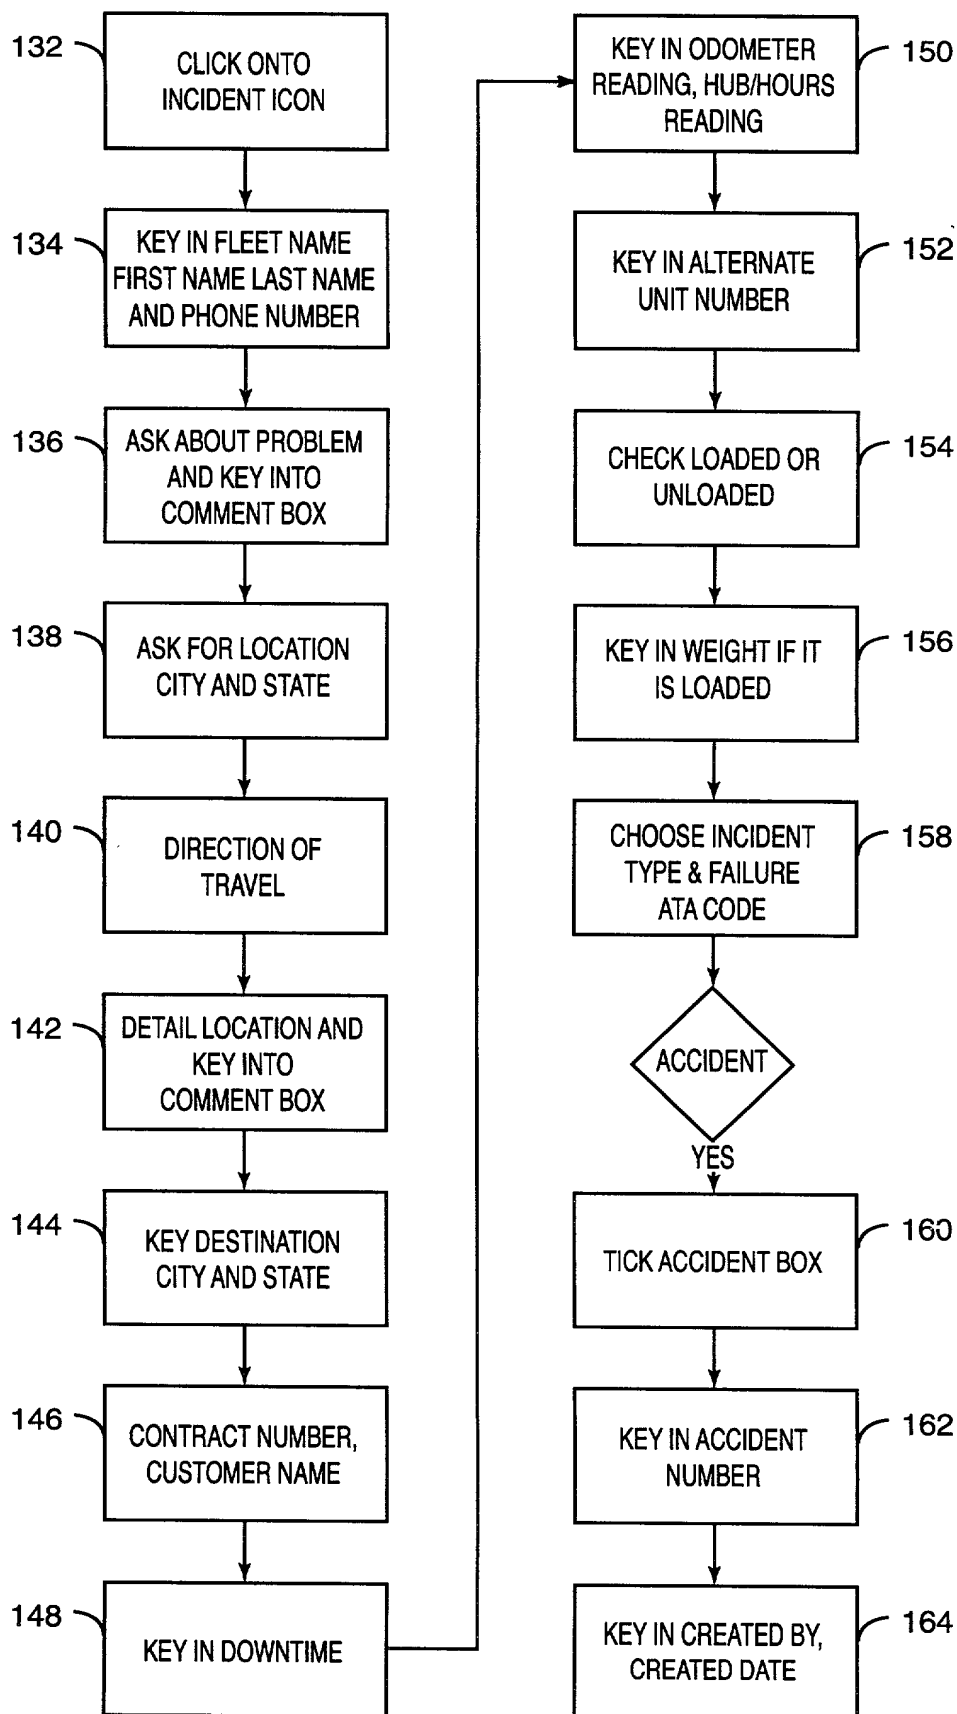 132
CLICK ONTO
INCIDENT ICON
134
KEY IN FLEET NAME
FIRST NAME LAST NAME
AND PHONE NUMBER
136
ASK ABOUT PROBLEM
AND KEY INTO
COMMENT BOX
138
ASK FOR LOCATION
CITY AND STATE
140
DIRECTION OF
TRAVEL
142
DETAIL LOCATION AND
KEY INTO
COMMENT BOX
144
KEY DESTINATION
CITY AND STATE
146
CONTRACT NUMBER,
CUSTOMER NAME
148
KEY IN DOWNTIME
150
KEY IN ODOMETER
READING, HUB/HOURS
READING
152
KEY IN ALTERNATE
UNIT NUMBER
154
CHECK LOADED OR
UNLOADED
156
KEY IN WEIGHT IF IT
IS LOADED
158
CHOOSE INCIDENT
TYPE & FAILURE
ATA CODE
ACCIDENT
YES
160
TICK ACCIDENT BOX
162
KEY IN ACCIDENT
NUMBER
164
KEY IN CREATED BY,
CREATED DATE